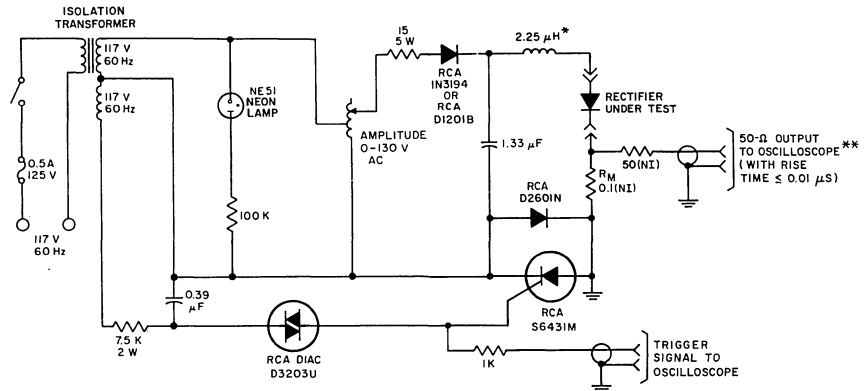 ISOLATION
TRANSFORMER
117 V
60 Hz
117 V
60 Hz
0.5A
125 V
117 V
60 Hz
NE51
NEON
LAMP
100 K
AMPLITUDE
0-130 V
AC
15
5 W
RCA
1N3194
OR
RCA
D1201B
2.25 µH*
RECTIFIER
UNDER TEST
1.33 µF
50(NI)
RM
0.1(NI)
50-Ω OUTPUT
TO OSCILLOSCOPE**
(WITH RISE
TIME ≤ 0.01 µS)
RCA
D2601N
RCA
S6431M
0.39
µF
7.5 K
2 W
RCA DIAC
D3203U
1K
TRIGGER
SIGNAL TO
OSCILLOSCOPE